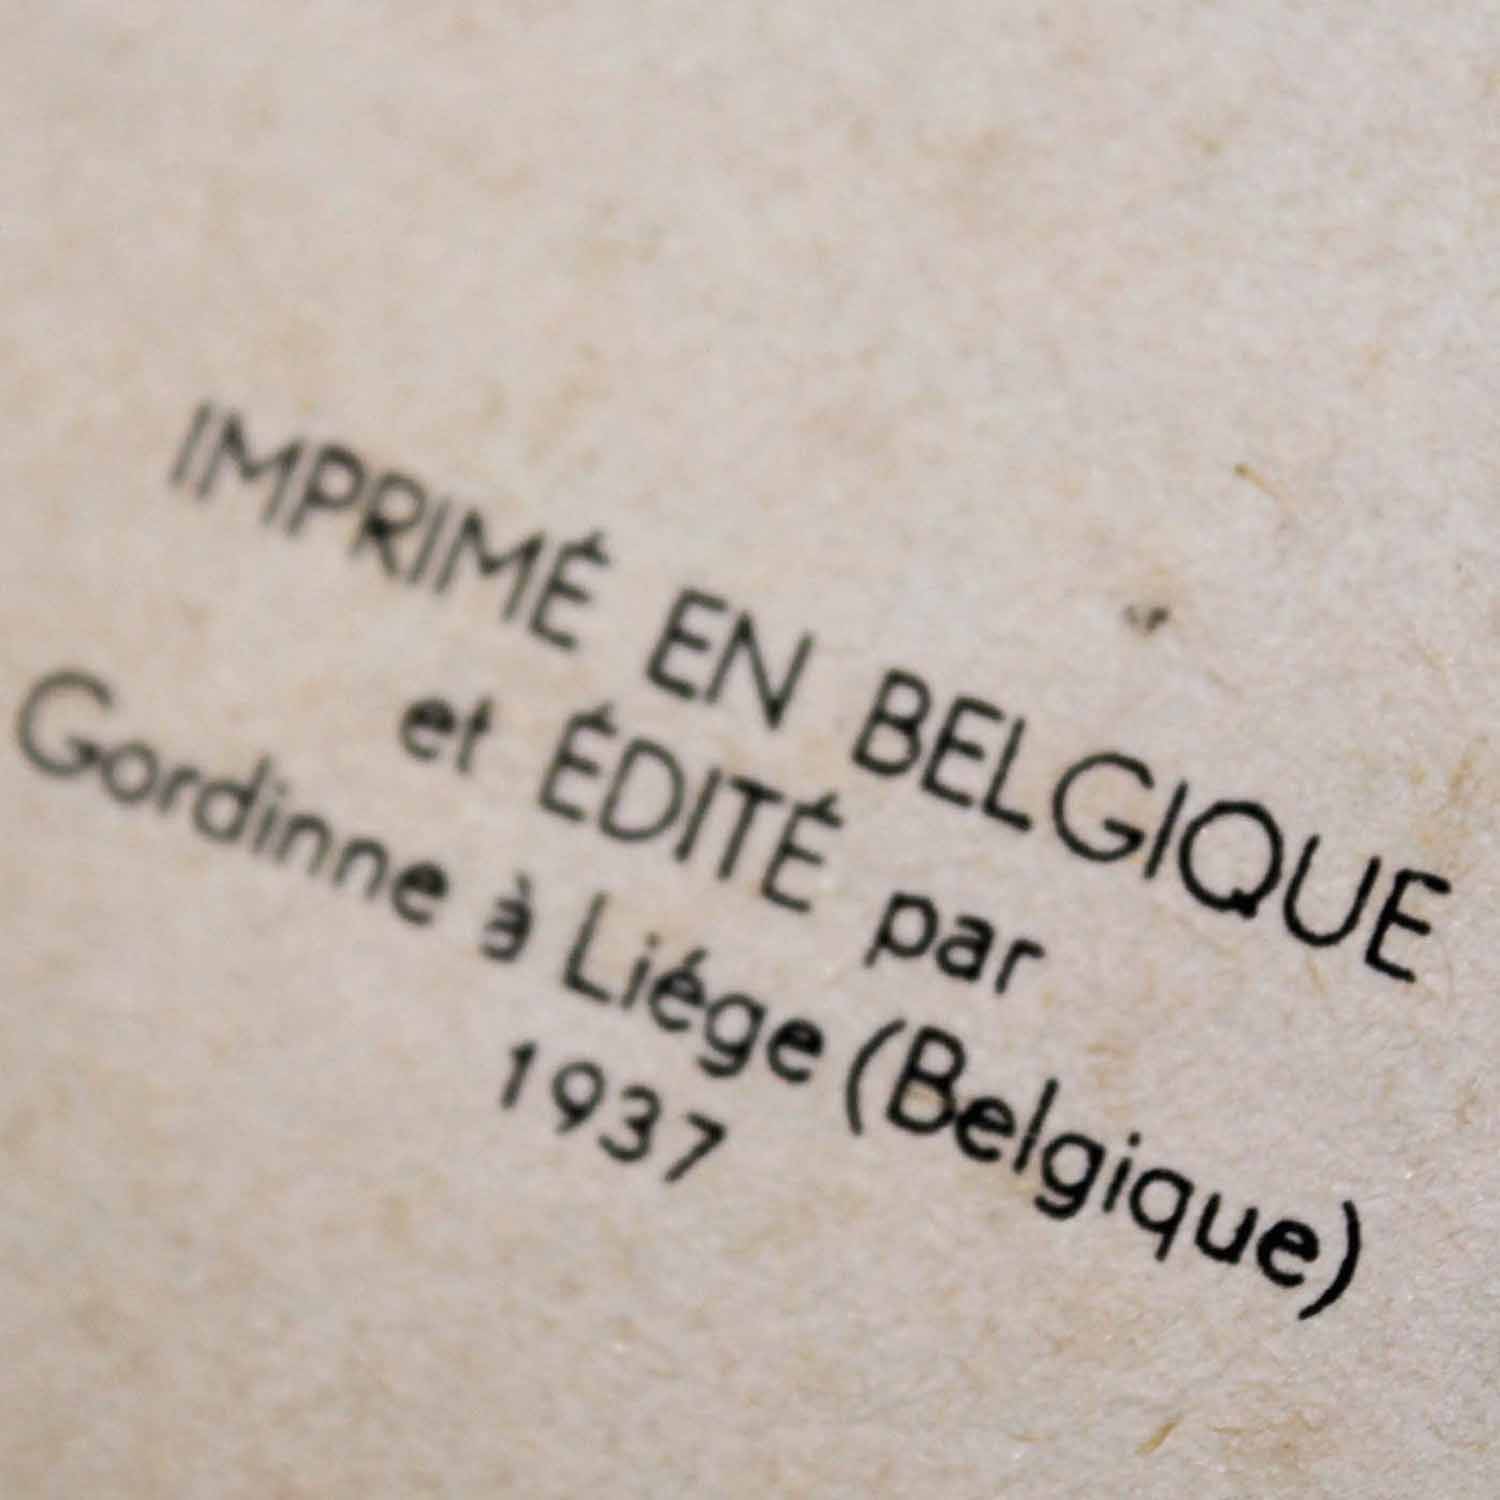 IMPRIMÉ EN BELGIQUE
et ÉDITÉ par
Gordinne à Liége (Belgique)
1937